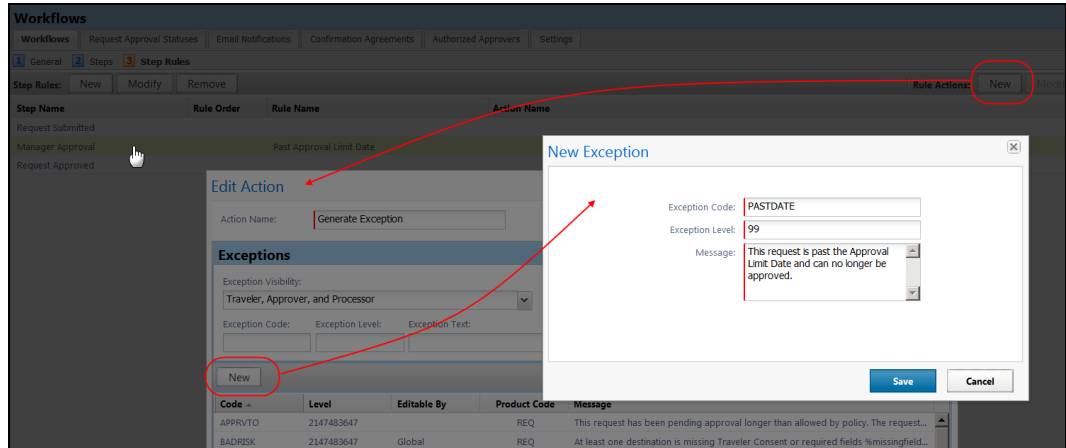 Workflows
Workflows Request Approval Statuses Email Notifications Confirmation Agreements Authorized Approvers Settings
1 General 2 Steps 3 Step Rules
Step Rules: New Modify Remove Rule Actions: New
Step Name Rule Order Rule Name Action Name
Request Submitted
Manager Approval Past Approval Limit Date
Request Approved
New Exception
Exception Code: PASTDATE
Exception Level: 99
Message: This request is past the Approval
Limit Date and can no longer be
approved.
Save Cancel
Edit Action
Action Name: Generate Exception
Exceptions
Exception Visibility:
Traveler, Approver, and Processor
Exception Code: Exception Level: Exception Text:
New
Code Level Editable By Product Code Message
APPRVTO 2147483647 REQ This request has been pending approval longer than allowed by policy. The request...
BADRISK 2147483647 Global REQ At least one destination is missing Traveler Consent or required fields %missingfield...